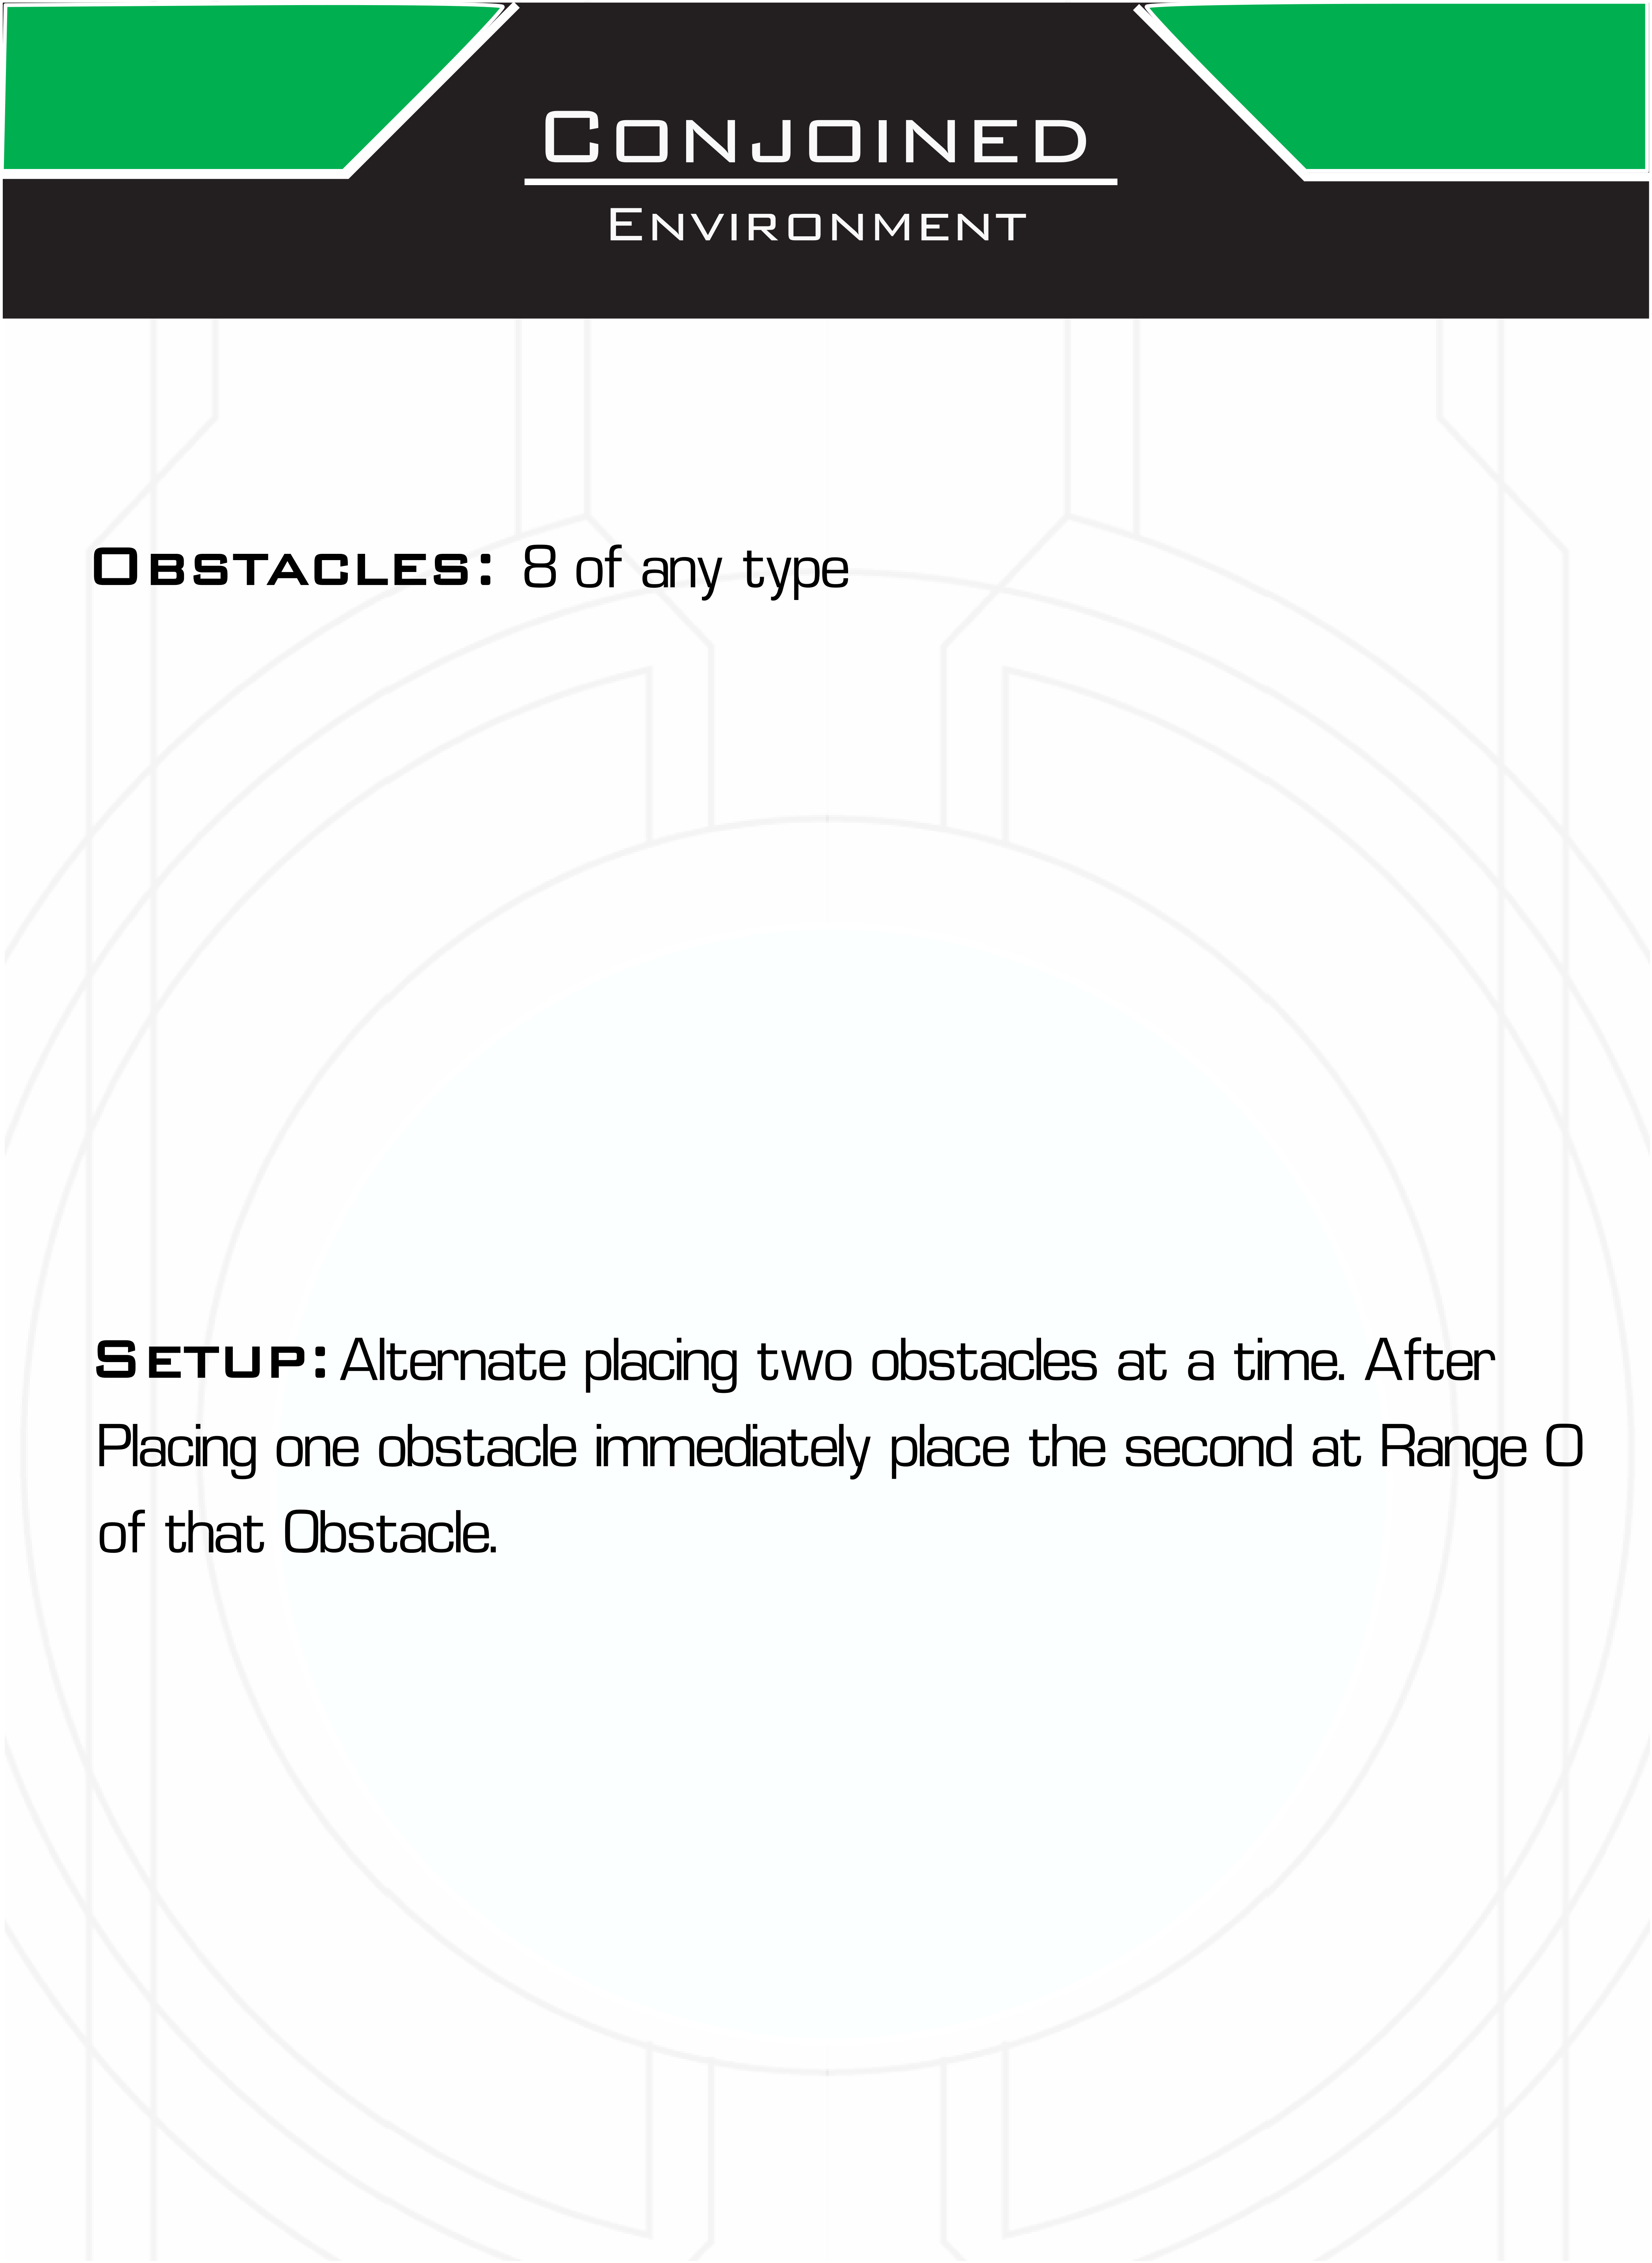 Conjoined
Environment
Obstacles: 8 of any type
Setup: Alternate placing two obstacles at a time. After
Placing one obstacle immediately place the second at Range 0
of that Obstacle.